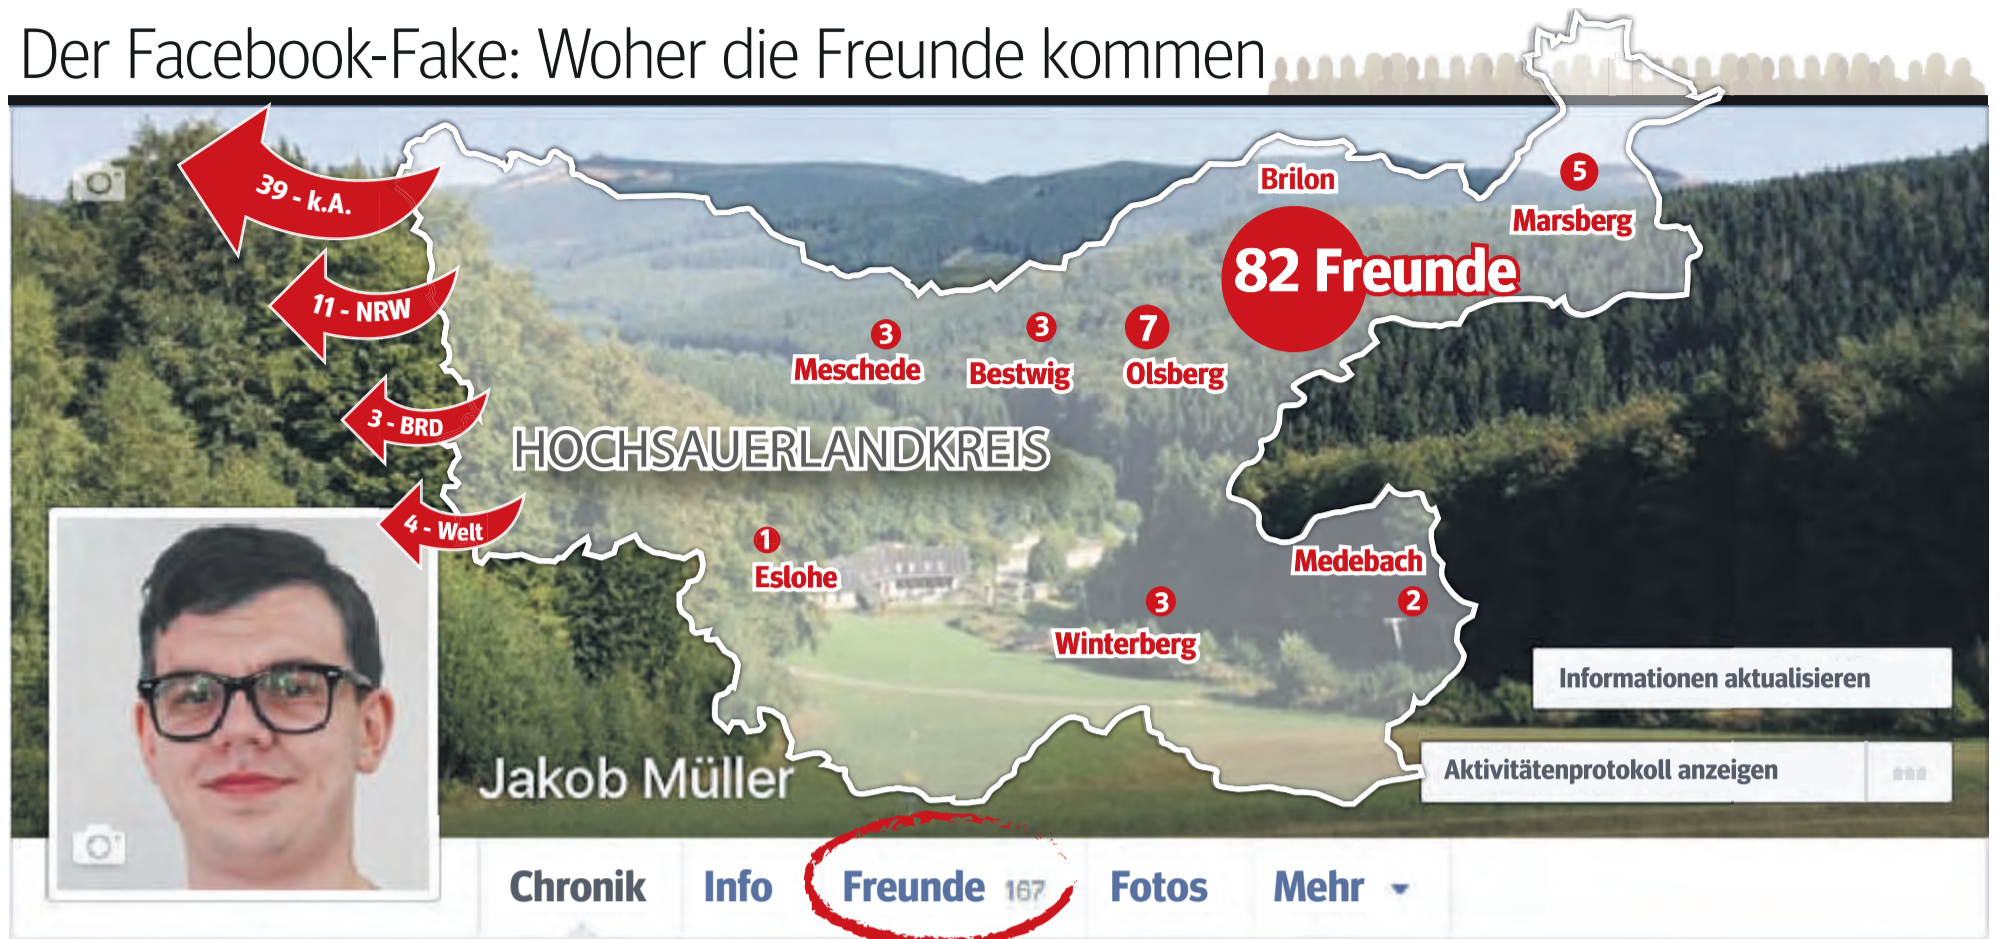 Der Facebook-Fake: Woher die Freunde kommen
39 - k.A.
11 - NRW
3 - BRD
4 - Welt
Brilon
82 Freunde
5
Marsberg
3
Meschede
3
Bestwig
7
Olsberg
HOCHSAUERLANDKREIS
1
Eslohe
3
Winterberg
Medebach
2
Informationen aktualisieren
Aktivitätenprotokoll anzeigen
Jakob Müller
Chronik Info Freunde 167 Fotos Mehr